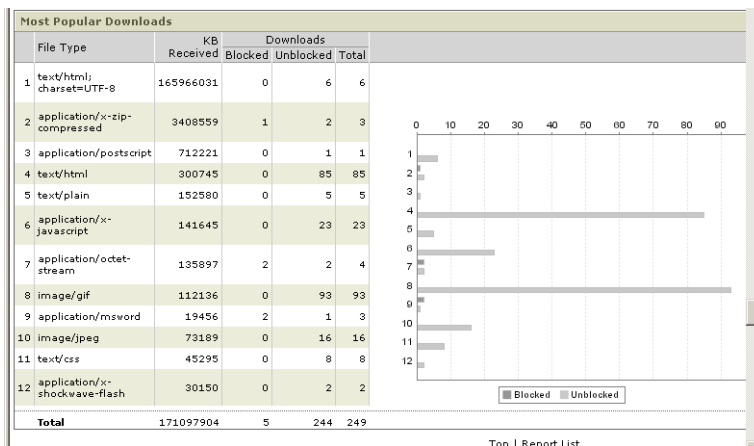 Most Popular Downloads
File Type KB Received Downloads
Blocked Unblocked Total
1 text/html; charset=UTF-8 165966031 0 6 6
2 application/x-zip-compressed 3408559 1 2 3
3 application/postscript 712221 0 1 1
4 text/html 300745 0 85 85
5 text/plain 152580 0 5 5
6 application/x-javascript 141645 0 23 23
7 application/octet-stream 135897 2 2 4
8 image/gif 112136 0 93 93
9 application/msword 19456 2 1 3
10 image/jpeg 73189 0 16 16
11 text/css 45295 0 8 8
12 application/x-shockwave-flash 30150 0 2 2
Total 171097904 5 244 249
0 10 20 30 40 50 60 70 80 90
1
2
3
4
5
6
7
8
9
10
11
12
Blocked Unblocked
Top | Report List